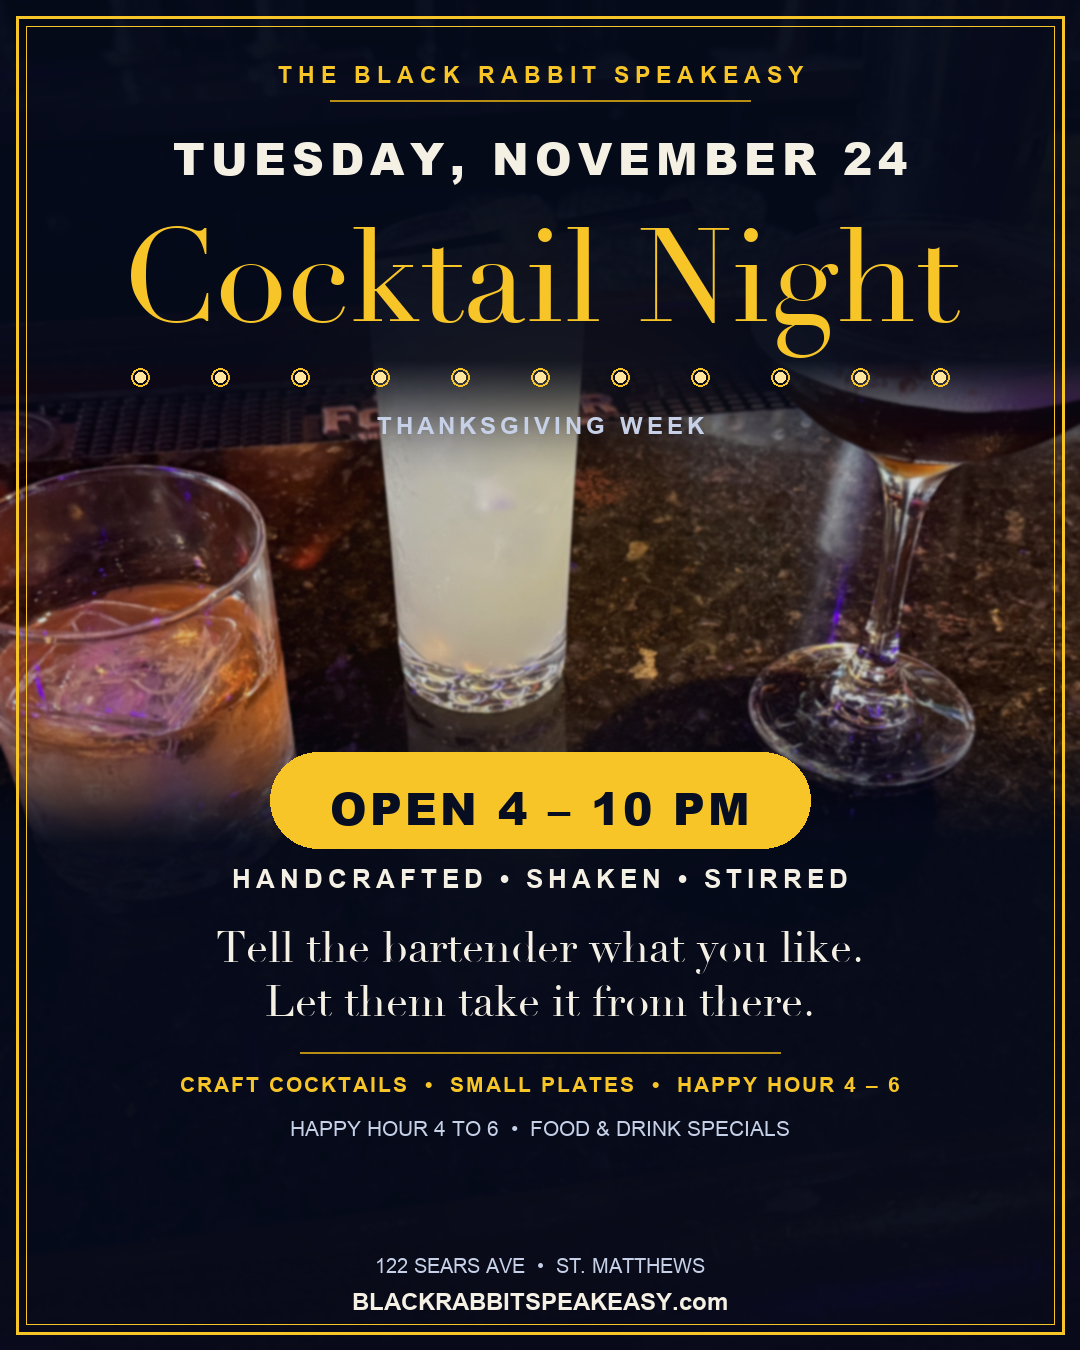 THE BLACK RABBIT SPEAKEASY
TUESDAY, NOVEMBER 24
Cocktail Night
THANKSGIVING WEEK
OPEN 4 – 10 PM
HANDCRAFTED • SHAKEN • STIRRED
Tell the bartender what you like.
Let them take it from there.
CRAFT COCKTAILS • SMALL PLATES • HAPPY HOUR 4 – 6
HAPPY HOUR 4 TO 6 • FOOD & DRINK SPECIALS
122 SEARS AVE • ST. MATTHEWS
BLACKRABBITSPEAKEASY.com